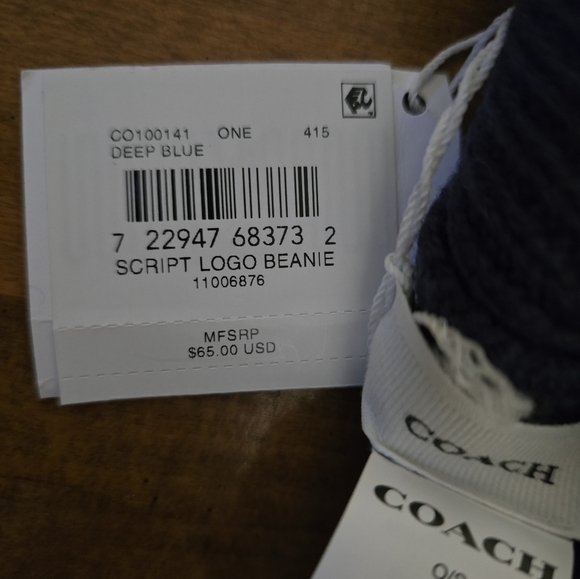 CO100141 ONE 415
DEEP BLUE
7 22947 68373 2
SCRIPT LOGO BEANIE
11006876
MFSRP
$65.00 USD
COACH
COACH